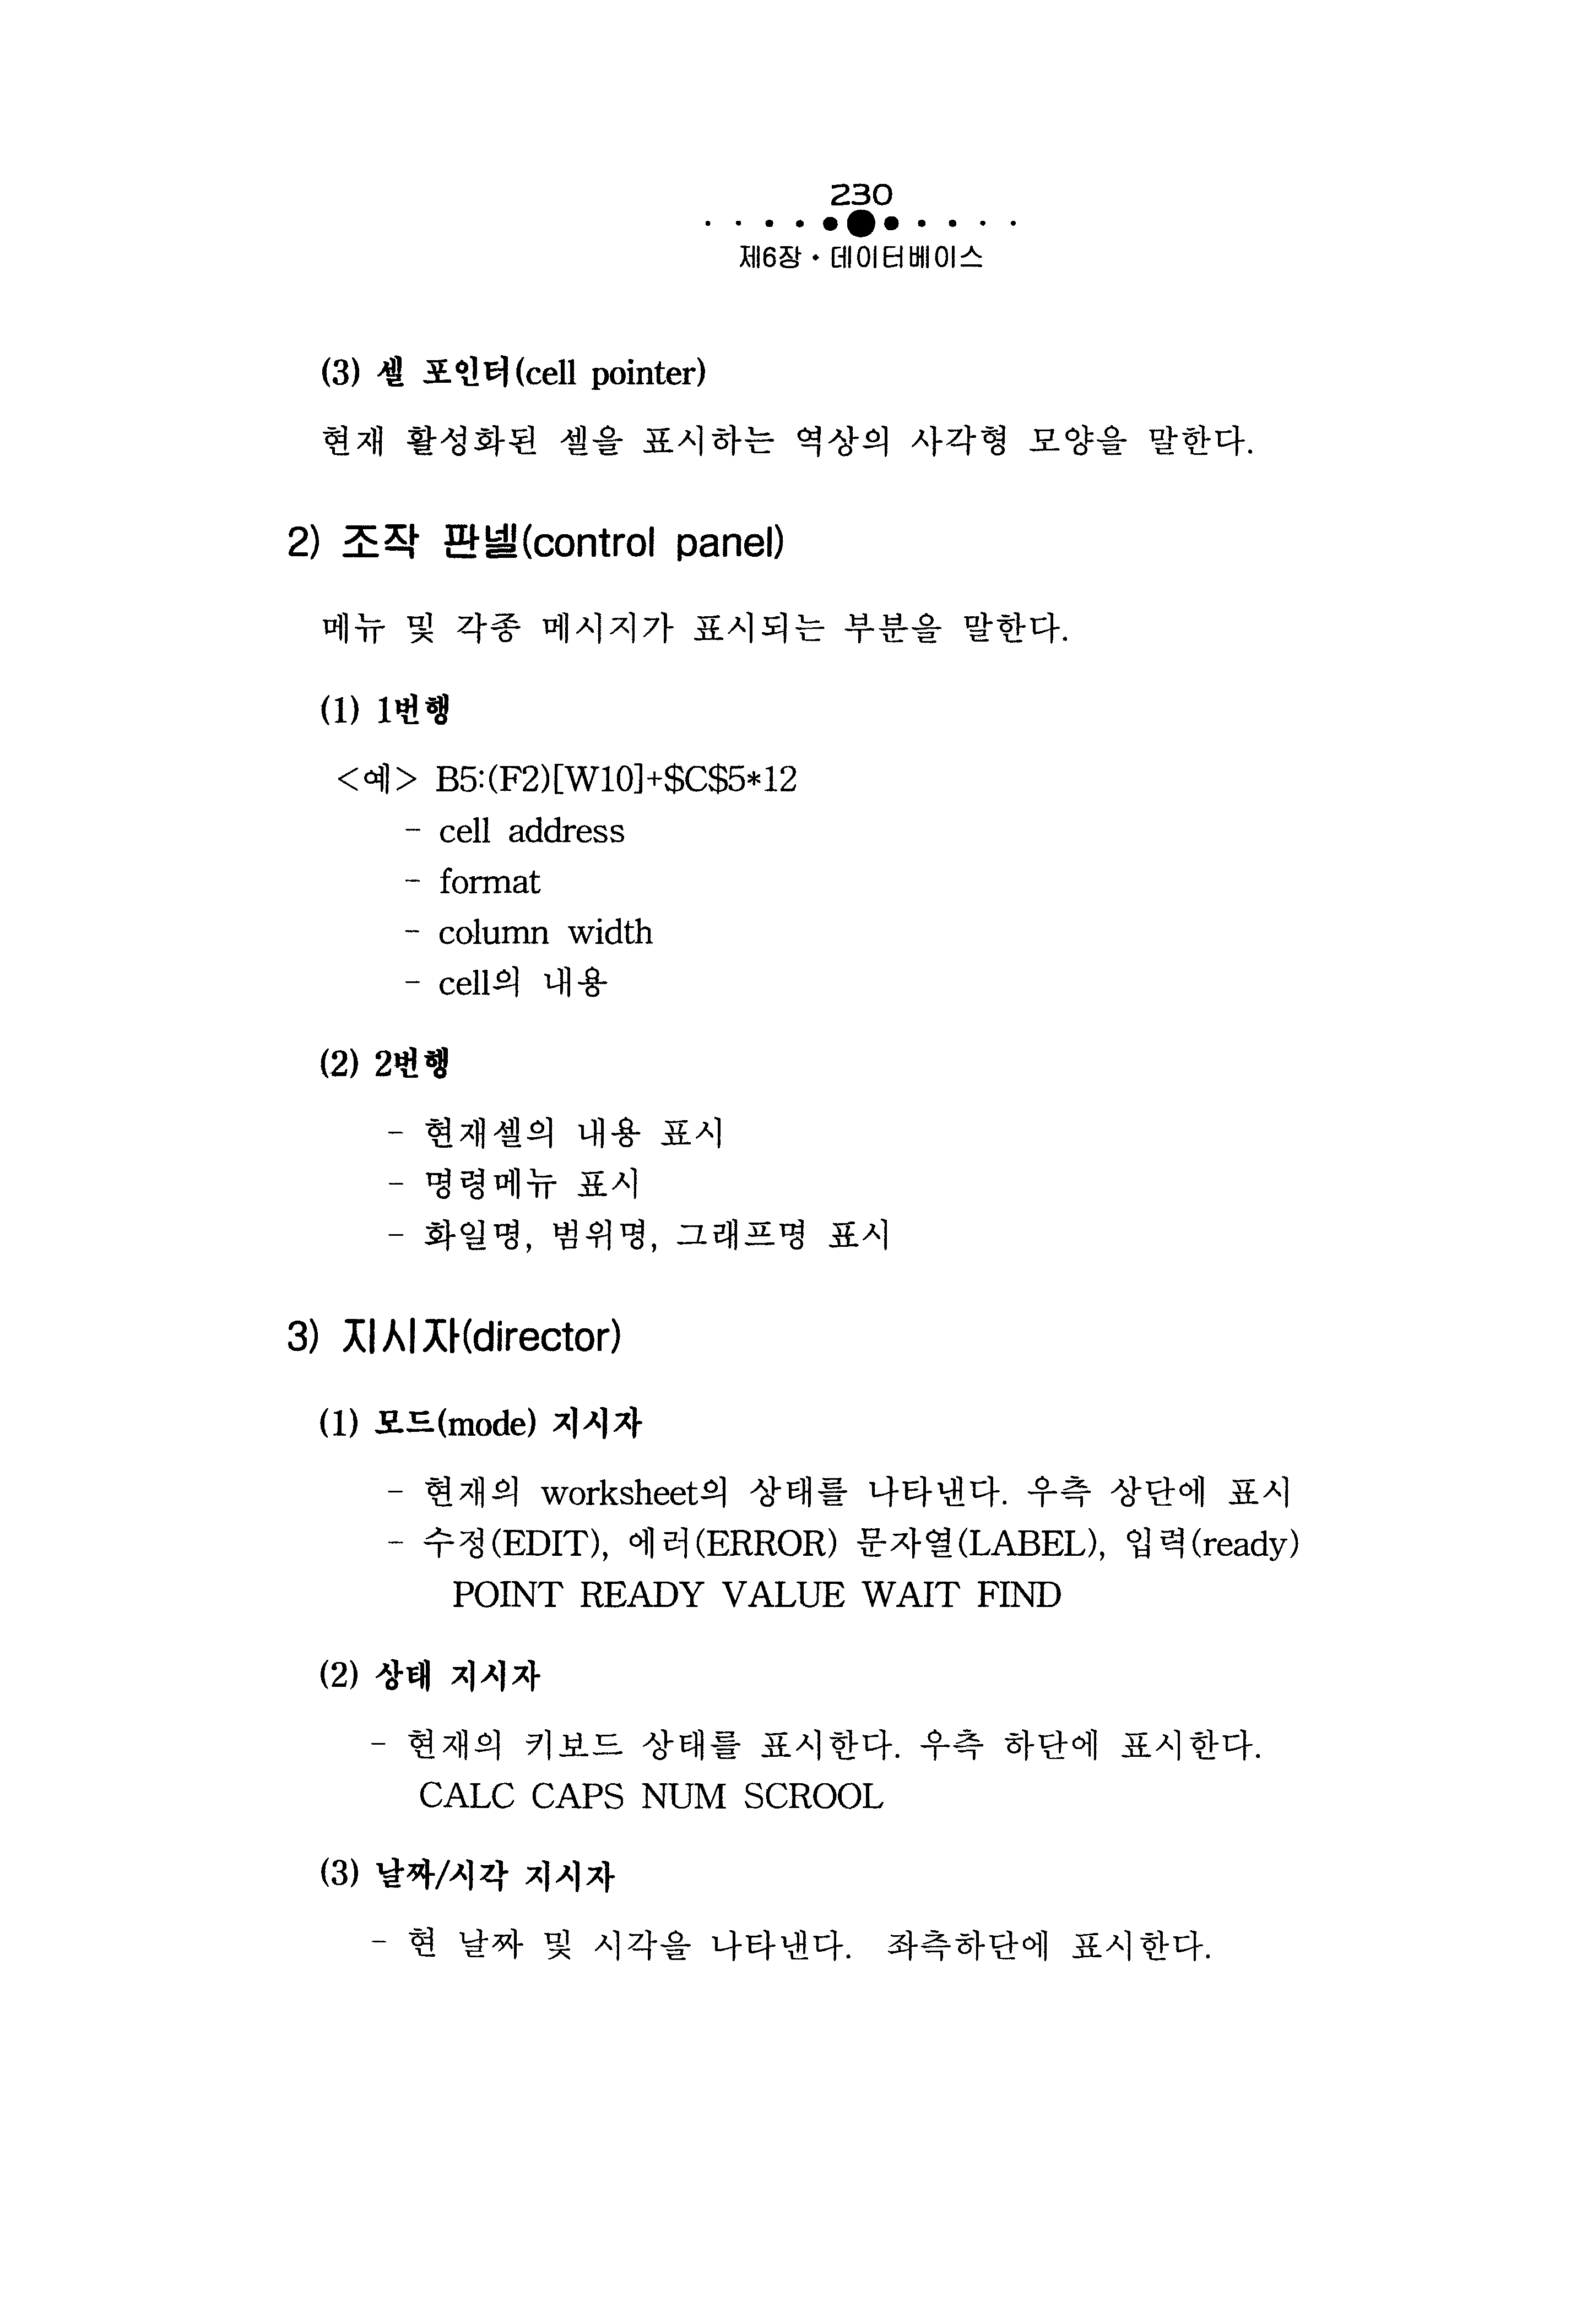 230
제6장 • 데이터베이스
(3) 셀 포인터(cell pointer)
현재 활성화된 셀을 표시하는 역상의 사각형 모양을 말한다.
2) 조작 판넬(control panel)
메뉴 및 각종 메시지가 표시되는 부분을 말한다.
(1) 1번행
<예> B5:(F2)[W10]+$C$5*12
- cell address
- format
- column width
- cell의 내용
(2) 2번행
- 현재셀의 내용 표시
- 명령메뉴 표시
- 화일명, 범위명, 그래프명 표시
3) 지시자(director)
(1) 모드(mode) 지시자
- 현재의 worksheet의 상태를 나타낸다. 우측 상단에 표시
- 수정(EDIT), 에러(ERROR) 문자열(LABEL), 입력(ready)
POINT READY VALUE WAIT FIND
(2) 상태 지시자
- 현재의 키보드 상태를 표시한다. 우측 하단에 표시한다.
CALC CAPS NUM SCROOL
(3) 날짜/시각 지시자
- 현 날짜 및 시각을 나타낸다. 좌측하단에 표시한다.